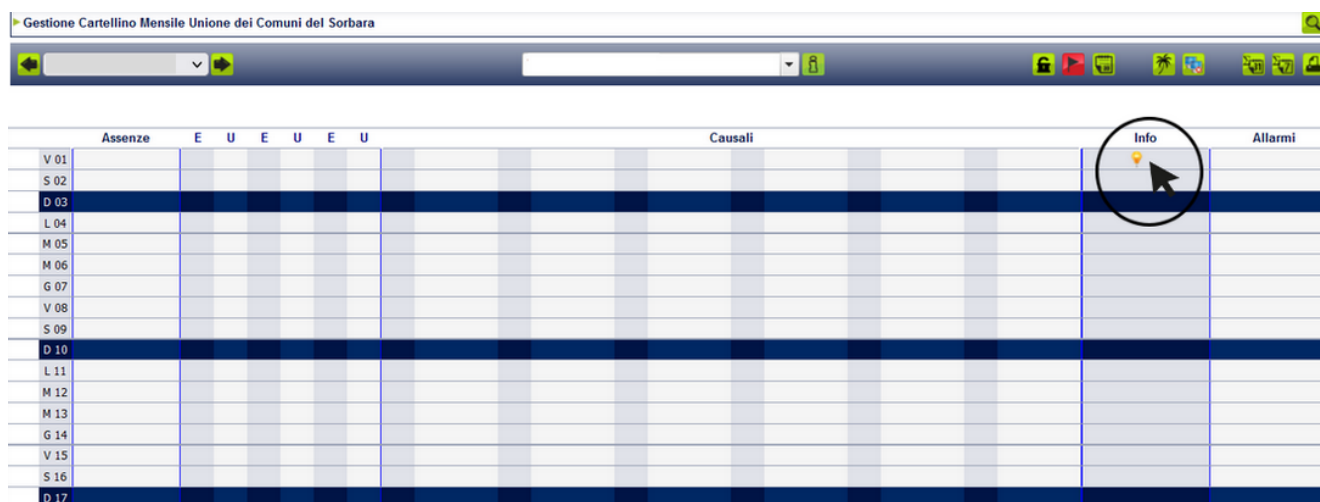 Gestione Cartellino Mensile Unione dei Comuni del Sorbara
Assenze E U E U E U Causali Info Allarmi
V 01
S 02
D 03
L 04
M 05
M 06
G 07
V 08
S 09
D 10
L 11
M 12
M 13
G 14
V 15
S 16
D 17